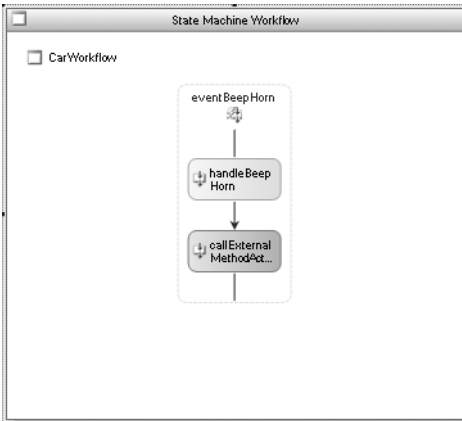 State Machine Workflow
CarWorkflow
eventBeepHorn
handleBeep
Horn
callExternal
MethodAct...